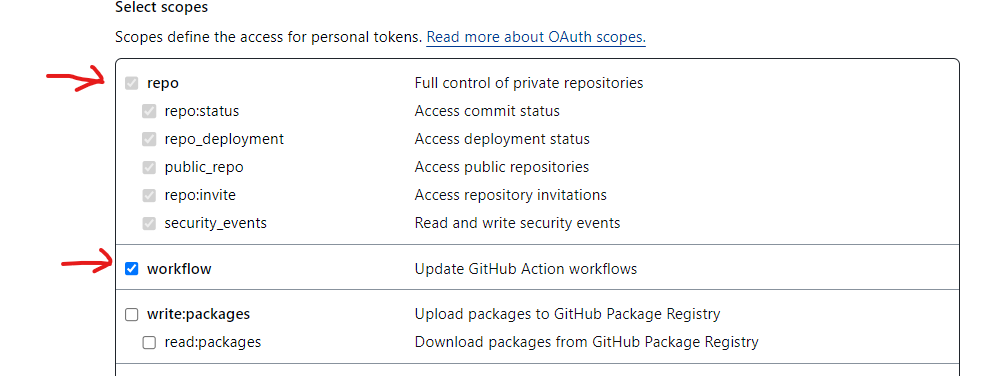 Select scopes
Scopes define the access for personal tokens. Read more about OAuth scopes.
repo Full control of private repositories
repo:status Access commit status
repo_deployment Access deployment status
public_repo Access public repositories
repo:invite Access repository invitations
security_events Read and write security events
workflow Update GitHub Action workflows
write:packages Upload packages to GitHub Package Registry
read:packages Download packages from GitHub Package Registry